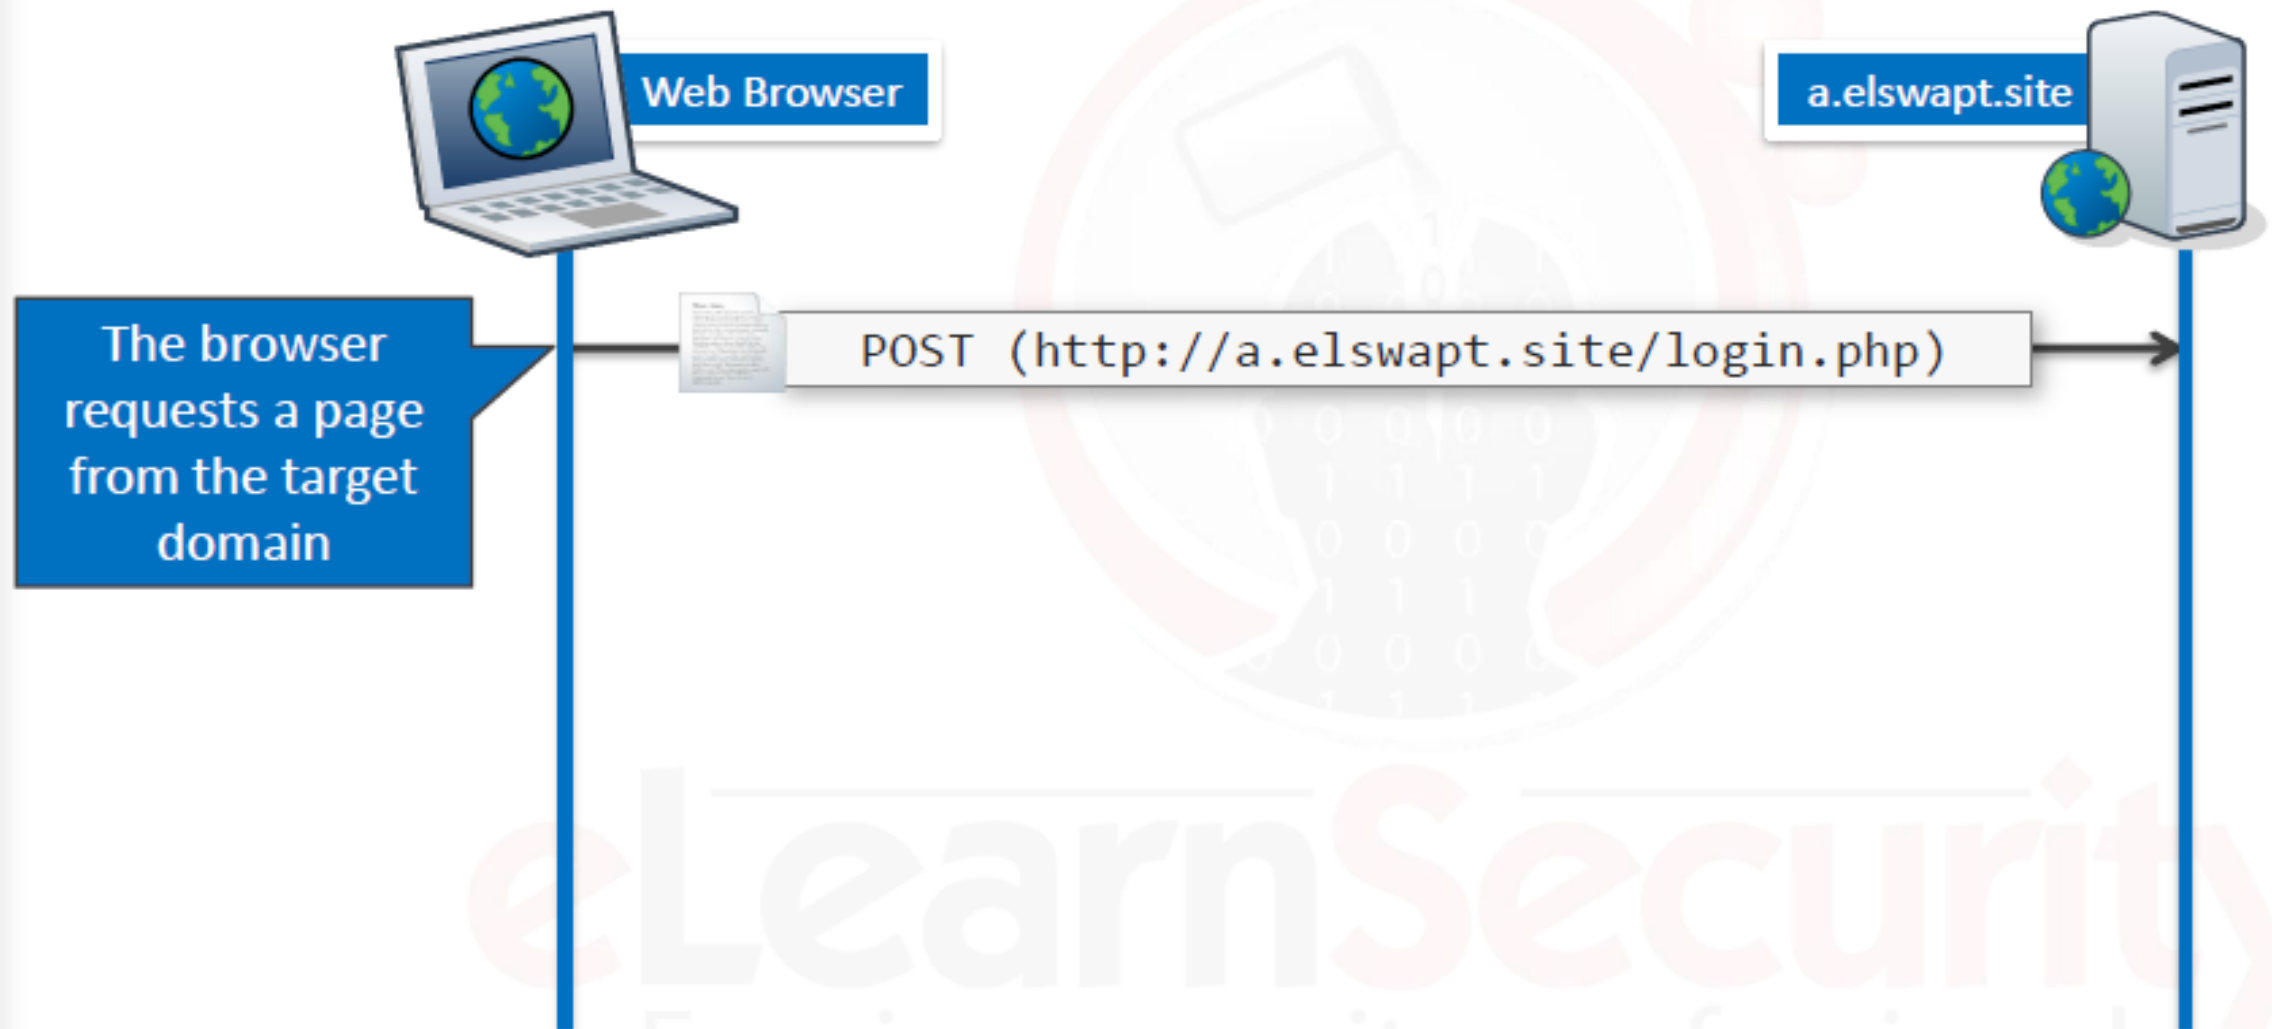 Web Browser
a.elswapt.site
POST (http://a.elswapt.site/login.php)
The browser
requests a page
from the target
domain
eLearnSecurity